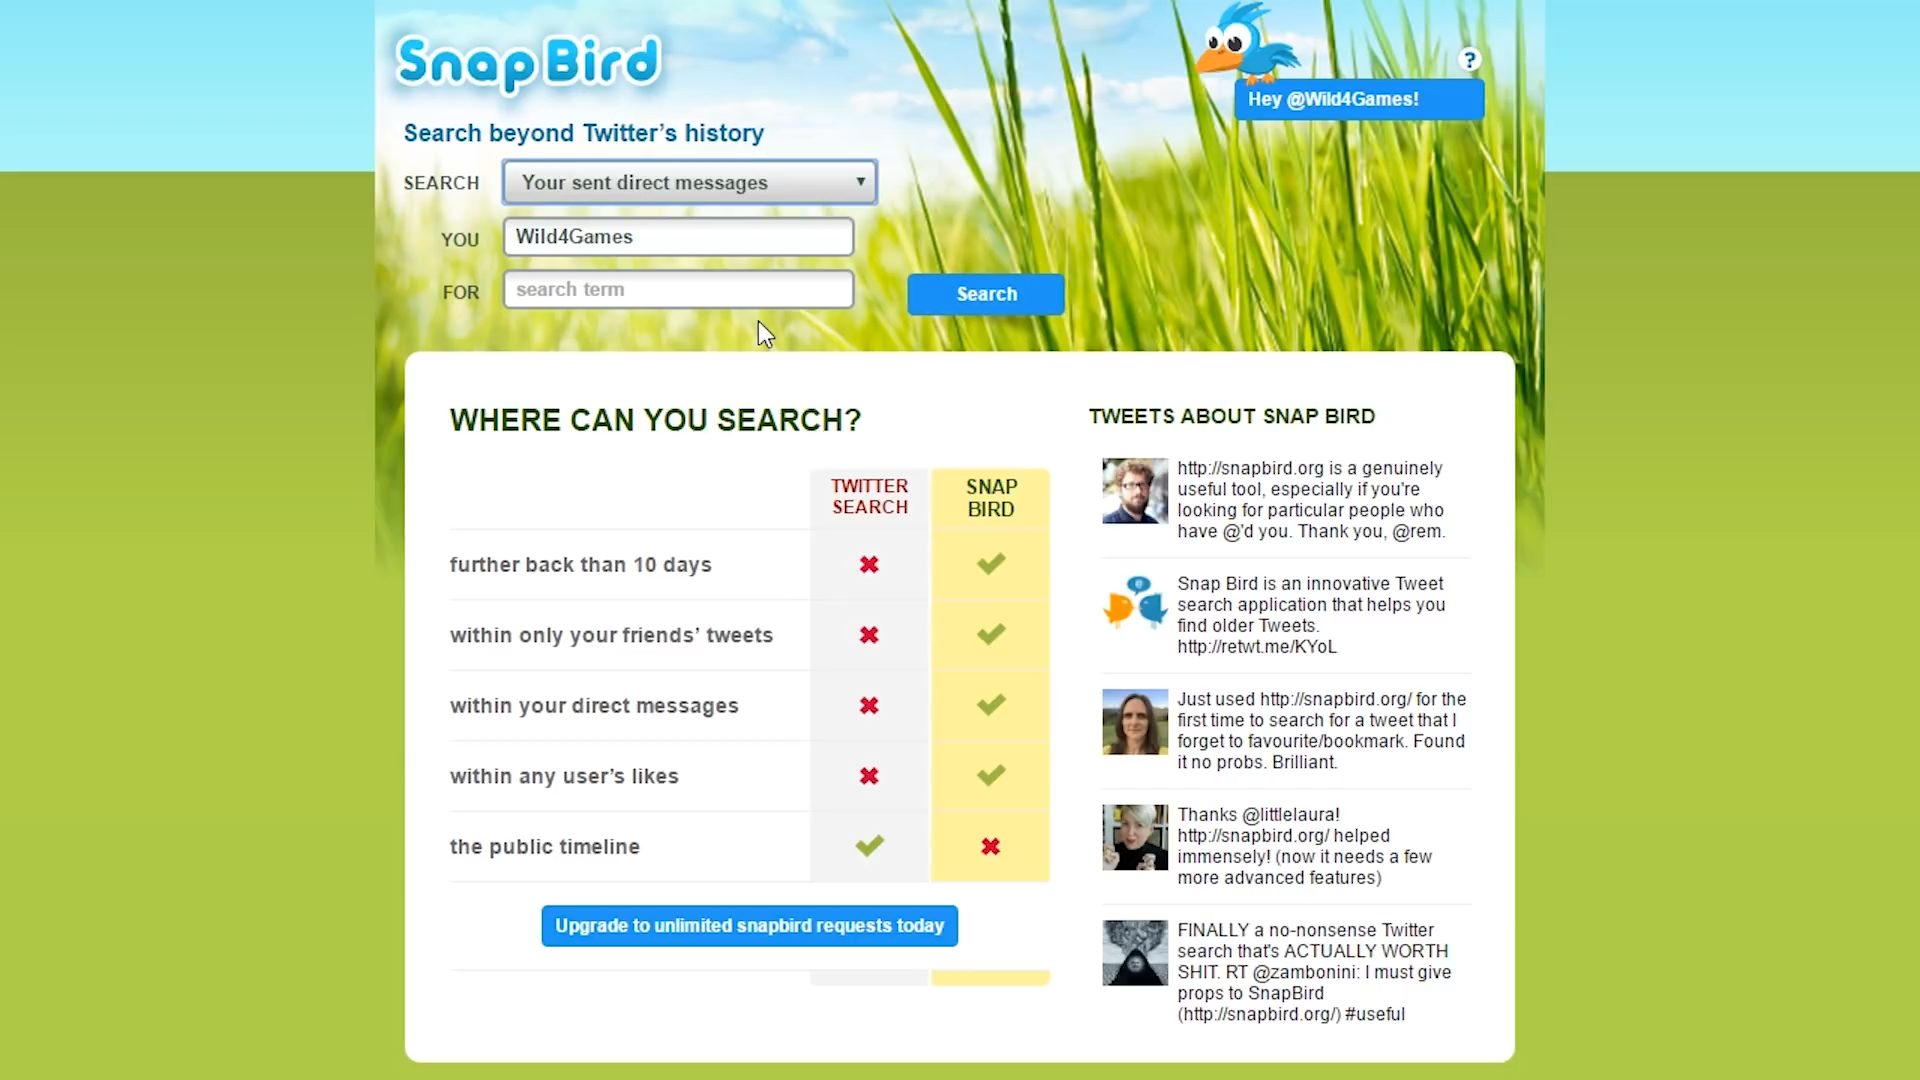 Snap Bird
?
Hey @Wild4Games!
Search beyond Twitter’s history
SEARCH
Your sent direct messages
YOU
Wild4Games
FOR
search term
Search
WHERE CAN YOU SEARCH?
TWITTER
SEARCH
SNAP
BIRD
further back than 10 days
within only your friends’ tweets
within your direct messages
within any user’s likes
the public timeline
Upgrade to unlimited snapbird requests today
TWEETS ABOUT SNAP BIRD
http://snapbird.org is a genuinely
useful tool, especially if you're
looking for particular people who
have @'d you. Thank you, @rem.
Snap Bird is an innovative Tweet
search application that helps you
find older Tweets.
http://retwt.me/KYoL
Just used http://snapbird.org/ for the
first time to search for a tweet that I
forget to favourite/bookmark. Found
it no probs. Brilliant.
Thanks @littlelaura!
http://snapbird.org/ helped
immensely! (now it needs a few
more advanced features)
FINALLY a no-nonsense Twitter
search that's ACTUALLY WORTH
SHIT. RT @zambonini: I must give
props to SnapBird
(http://snapbird.org/) #useful